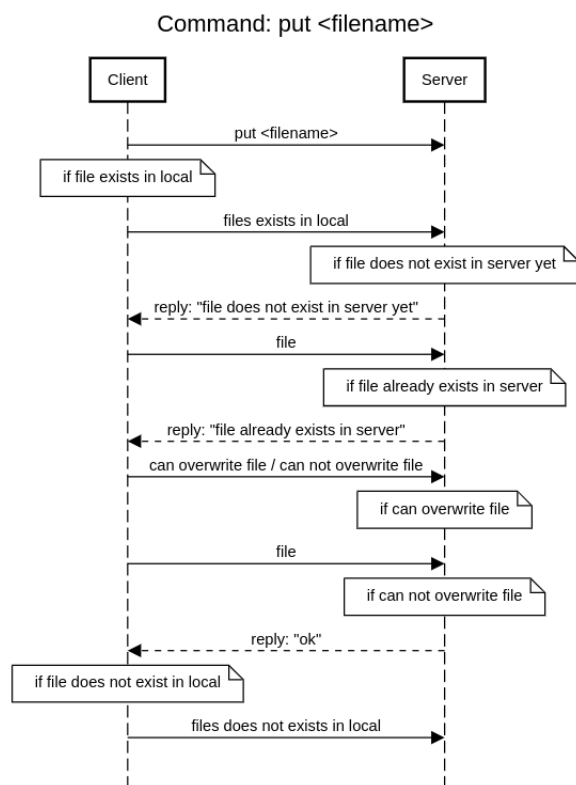 Command: put <filename>
Client
Server
put <filename>
if file exists in local
files exists in local
if file does not exist in server yet
reply: "file does not exist in server yet"
file
if file already exists in server
reply: "file already exists in server"
can overwrite file / can not overwrite file
if can overwrite file
file
if can not overwrite file
reply: "ok"
if file does not exist in local
files does not exists in local